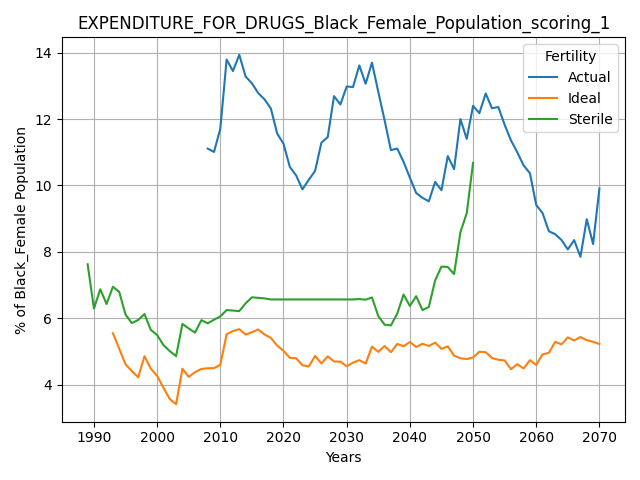 EXPENDITURE_FOR_DRUGS_Black_Female_Population_scoring_1
Fertility
Actual
Ideal
Sterile
% of Black_Female Population
14
12
10
8
6
4
1990 2000 2010 2020 2030 2040 2050 2060 2070
Years